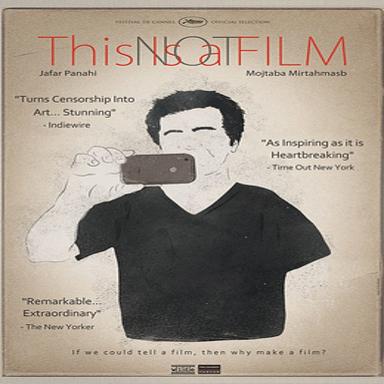 FESTIVAL DE CANNES OFFICIAL SELECTION
This is NOT a FILM
Jafar Panahi
Mojtaba Mirtahmasb
"Turns Censorship Into
Art... Stunning"
- Indiewire
"As Inspiring as it is
Heartbreaking"
- Time Out New York
"Remarkable...
Extraordinary"
- The New Yorker
If we could tell a film, then why make a film?